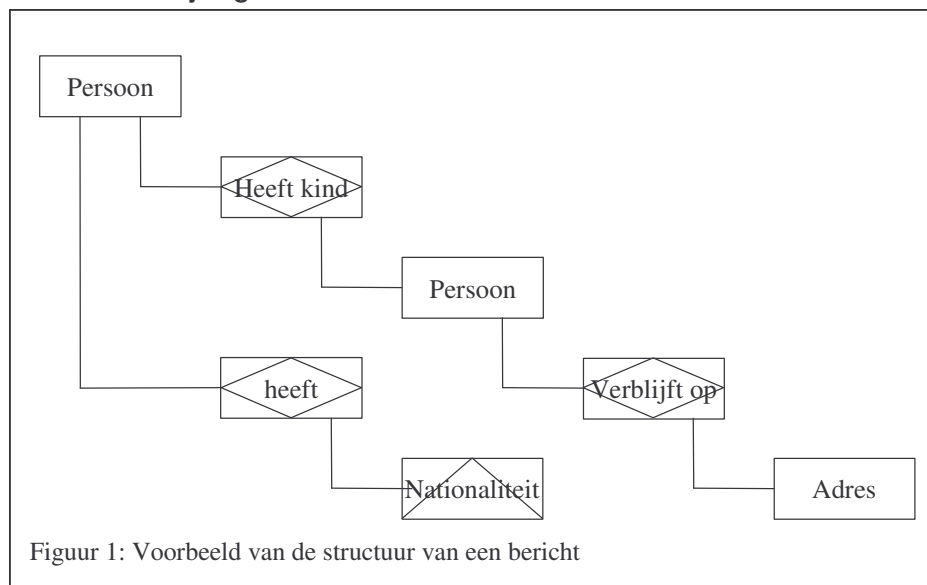 Persoon
Heeft kind
Persoon
heeft
Verblijft op
Nationaliteit
Adres
Figuur 1: Voorbeeld van de structuur van een bericht